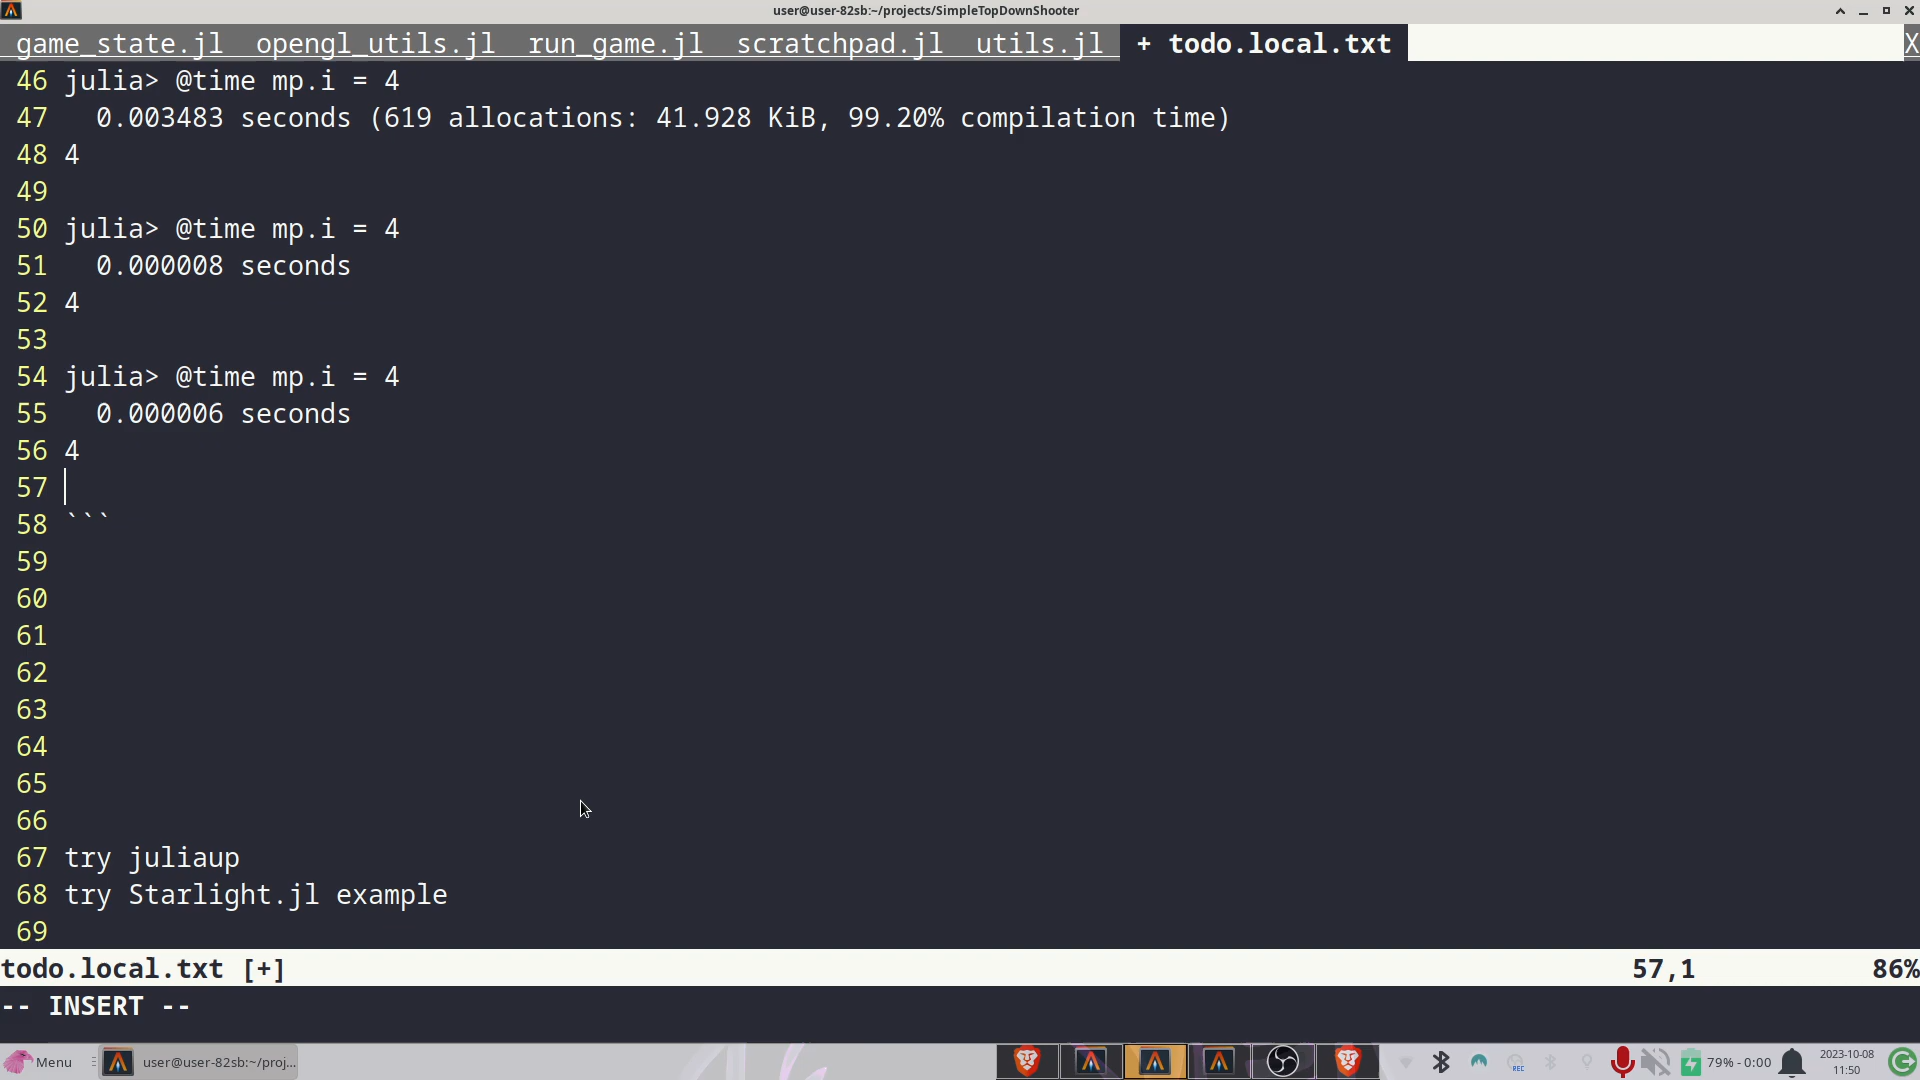 user@user-82sb:~/projects/SimpleTopDownShooter
game_state.jl opengl_utils.jl run_game.jl scratchpad.jl utils.jl + todo.local.txt X
46 julia> @time mp.i = 4
47   0.003483 seconds (619 allocations: 41.928 KiB, 99.20% compilation time)
48 4
49
50 julia> @time mp.i = 4
51   0.000008 seconds
52 4
53
54 julia> @time mp.i = 4
55   0.000006 seconds
56 4
57
58 ```
59
60
61
62
63
64
65
66
67 try juliaup
68 try Starlight.jl example
69
todo.local.txt [+] 57,1 86%
-- INSERT --
Menu user@user-82sb:~/proj... REC 79% - 0:00 2023-10-08
11:50